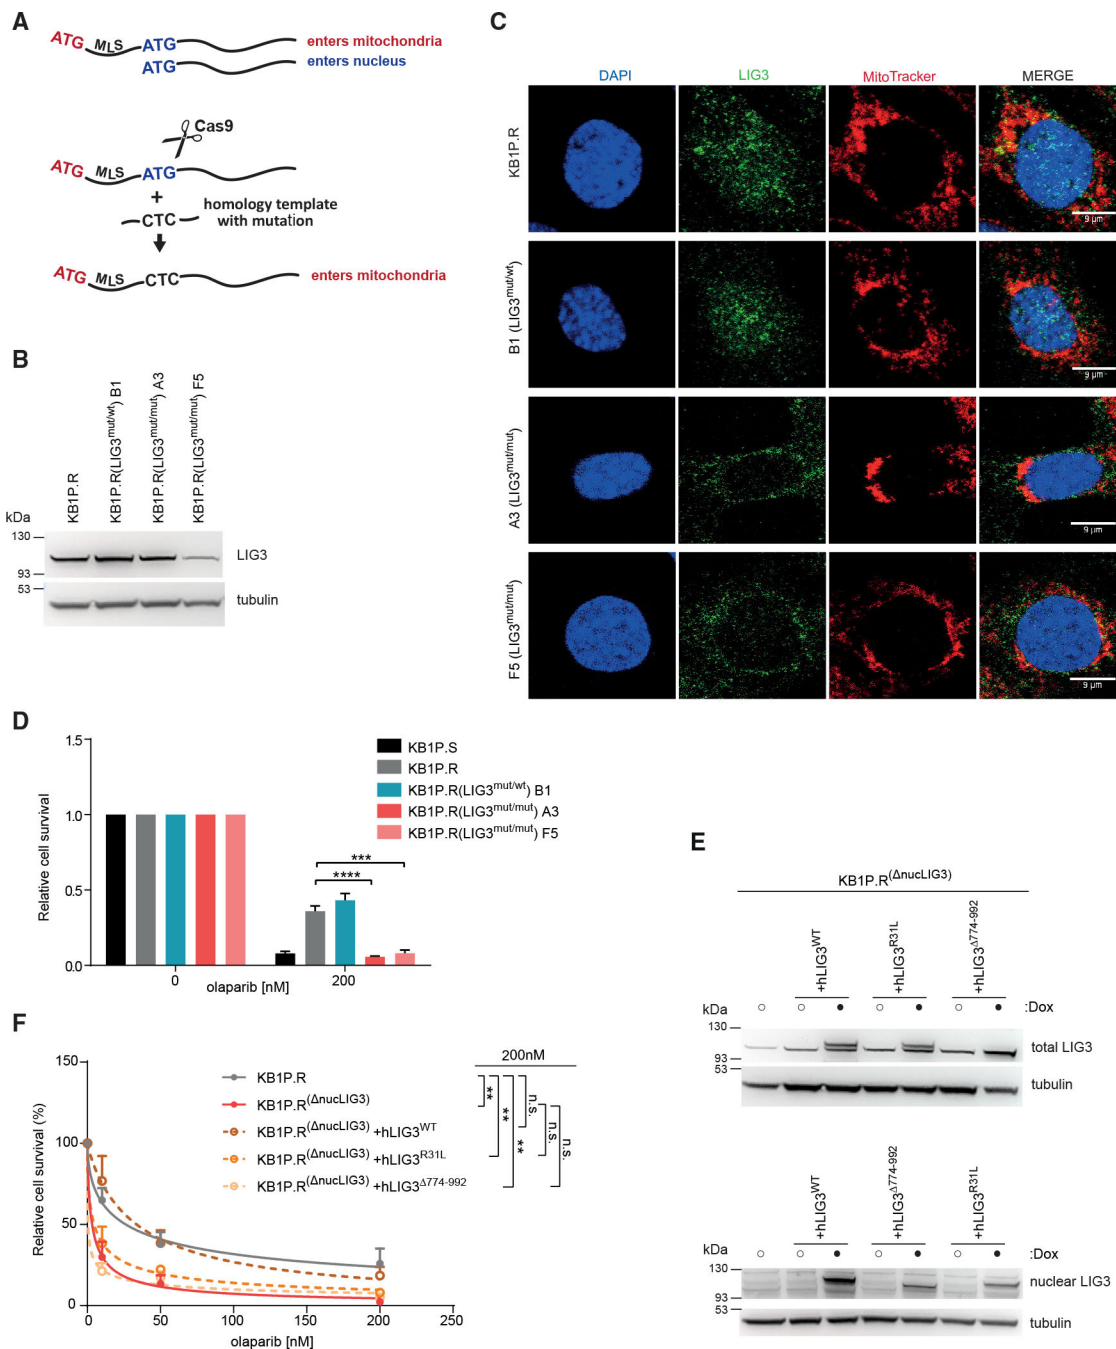 A
ATG MLS ATG enters mitochondria
ATG enters nucleus
Cas9
ATG MLS ATG
+
CTC homology template
with mutation
ATG MLS CTC enters mitochondria
B
KB1P.R
KB1P.R(LIG3mut/wt) B1
KB1P.R(LIG3mut/mut) A3
KB1P.R(LIG3mut/mut) F5
kDa
130
LIG3
93
53
tubulin
C
DAPI LIG3 MitoTracker MERGE
KB1P.R
9 µm
B1 (LIG3mut/wt)
9 µm
A3 (LIG3mut/mut)
9 µm
F5 (LIG3mut/mut)
9 µm
D
1.5
1.0
0.5
0.0
Relative cell survival
KB1P.S
KB1P.R
KB1P.R(LIG3mut/wt) B1
KB1P.R(LIG3mut/mut) A3
KB1P.R(LIG3mut/mut) F5
***
****
0 200
olaparib [nM]
E
KB1P.R(ΔnucLIG3)
+hLIG3WT
+hLIG3R31L
+hLIG3Δ774-992
kDa
:Dox
130
total LIG3
93
53
tubulin
+hLIG3WT
+hLIG3Δ774-992
+hLIG3R31L
kDa
:Dox
130
nuclear LIG3
93
53
tubulin
F
150
100
50
0
Relative cell survival (%)
KB1P.R
KB1P.R(ΔnucLIG3)
KB1P.R(ΔnucLIG3) +hLIG3WT
KB1P.R(ΔnucLIG3) +hLIG3R31L
KB1P.R(ΔnucLIG3) +hLIG3Δ774-992
200nM
**
**
**
n.s.
n.s.
n.s.
0 50 100 150 200 250
olaparib [nM]